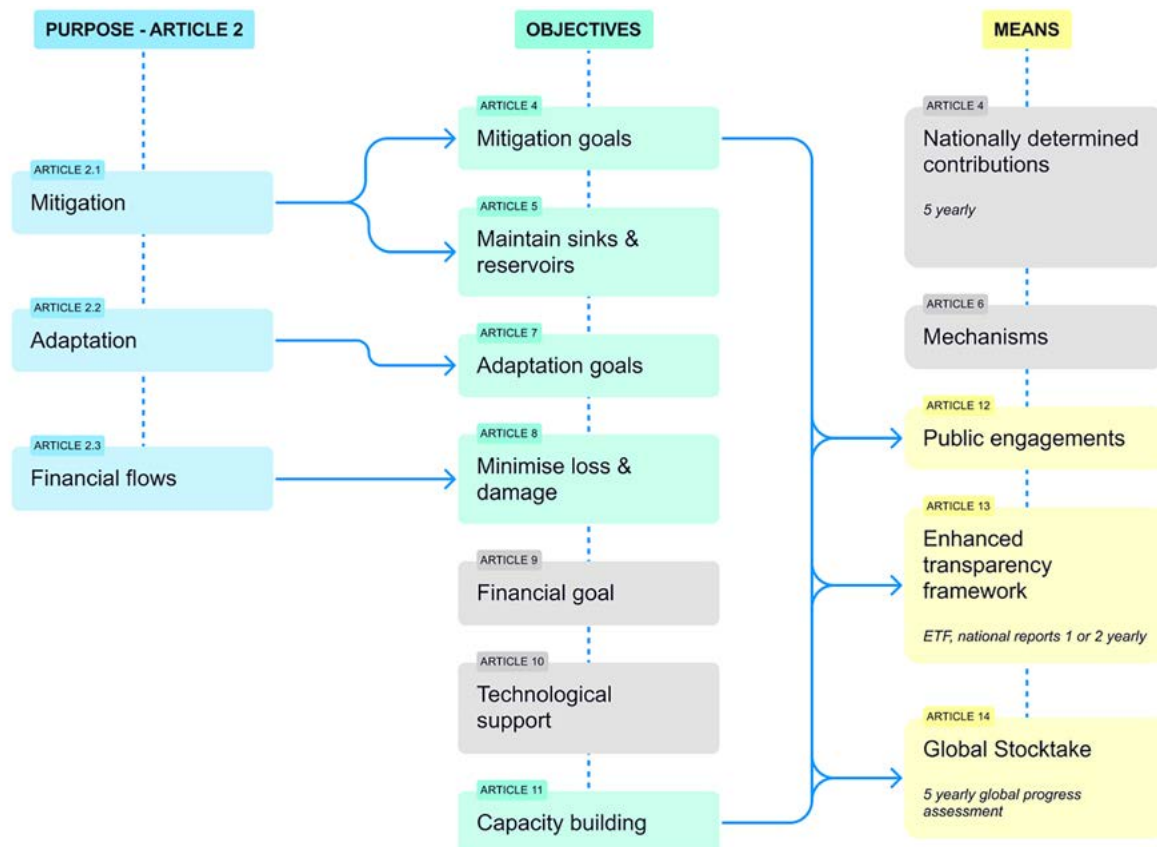 PURPOSE - ARTICLE 2
ARTICLE 2.1
Mitigation
ARTICLE 2.2
Adaptation
ARTICLE 2.3
Financial flows
OBJECTIVES
ARTICLE 4
Mitigation goals
ARTICLE 5
Maintain sinks &
reservoirs
ARTICLE 7
Adaptation goals
ARTICLE 8
Minimise loss &
damage
ARTICLE 9
Financial goal
ARTICLE 10
Technological
support
ARTICLE 11
Capacity building
MEANS
ARTICLE 4
Nationally determined
contributions
5 yearly
ARTICLE 6
Mechanisms
ARTICLE 12
Public engagements
ARTICLE 13
Enhanced
transparency
framework
ETF, national reports 1 or 2 yearly
ARTICLE 14
Global Stocktake
5 yearly global progress
assessment